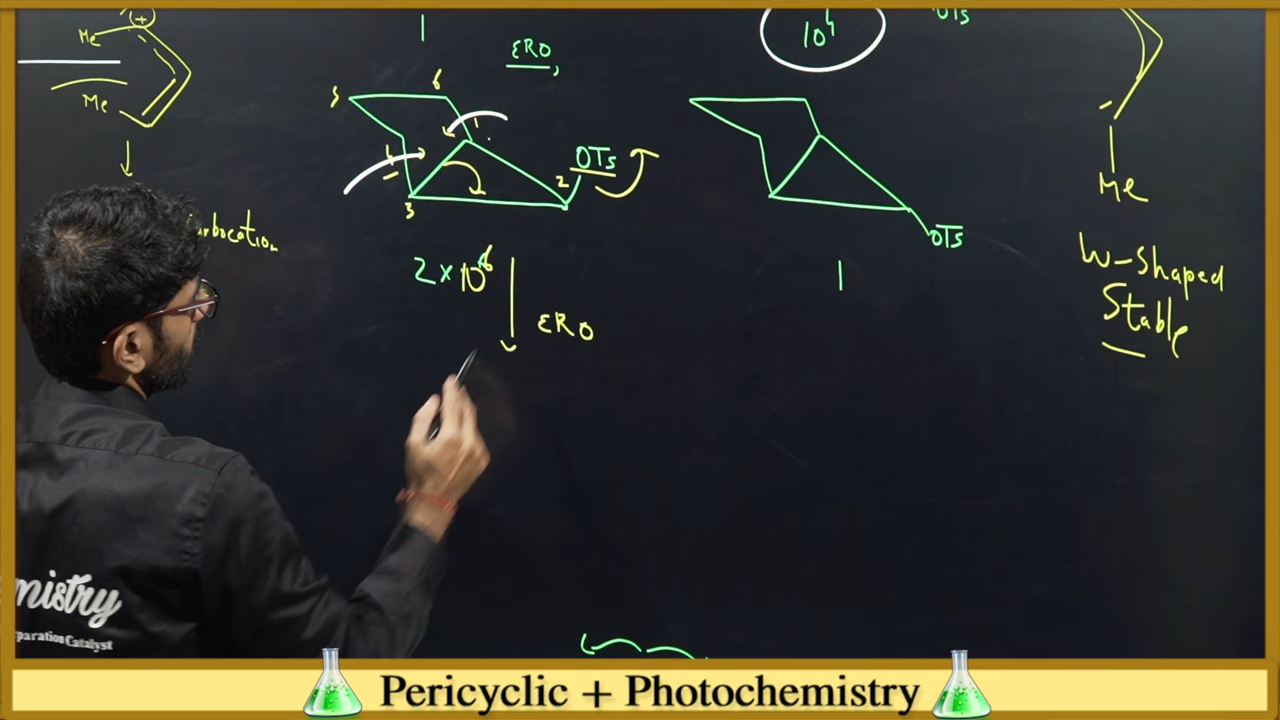 Me
+
Me
arbocation
1
ERO,
10⁴
OTs
5
6
1
4
3
2
OTs
2 × 10⁶
ERO
OTs
1
Me
W-shaped
Stable
mistry
paration Catalyst
Pericyclic + Photochemistry